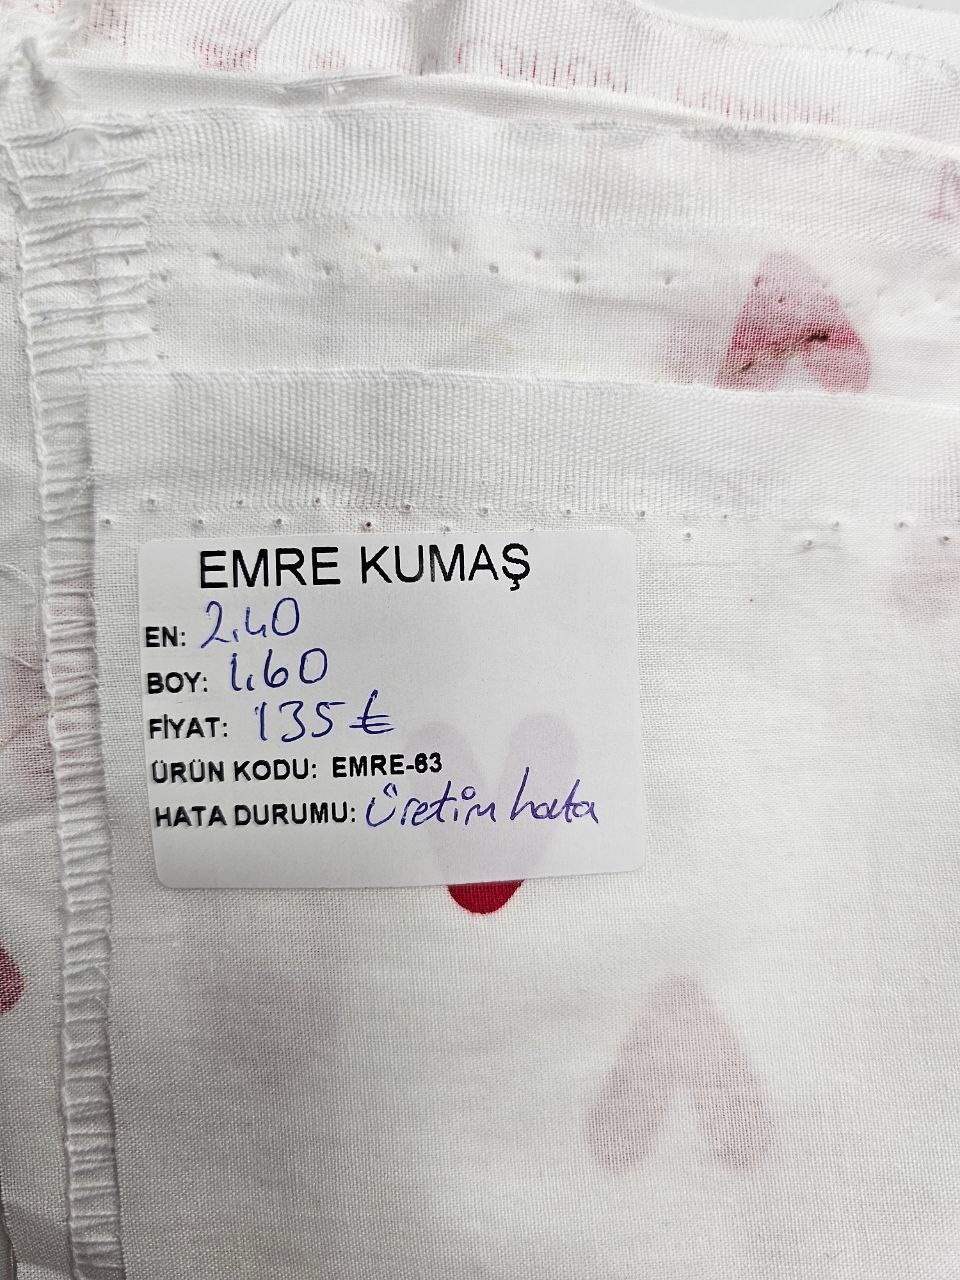 EMRE KUMAŞ
EN: 2.40
BOY: 1.60
FİYAT: 135₺
ÜRÜN KODU: EMRE-63
HATA DURUMU: Üretim hata